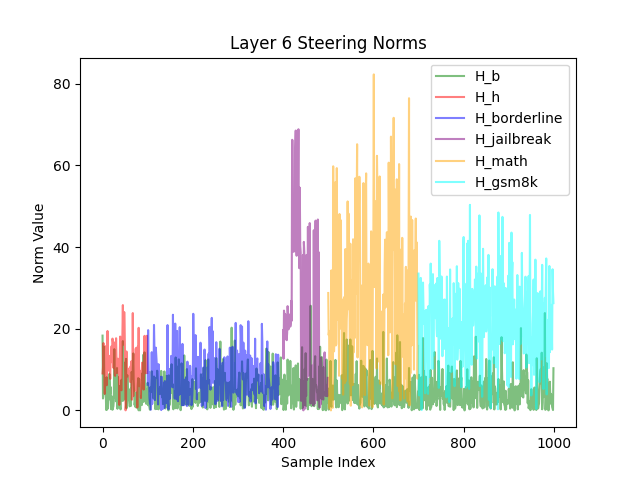 Layer 6 Steering Norms
H_b
H_h
H_borderline
H_jailbreak
H_math
H_gsm8k
Norm Value
80
60
40
20
0
0
200
400
600
800
1000
Sample Index